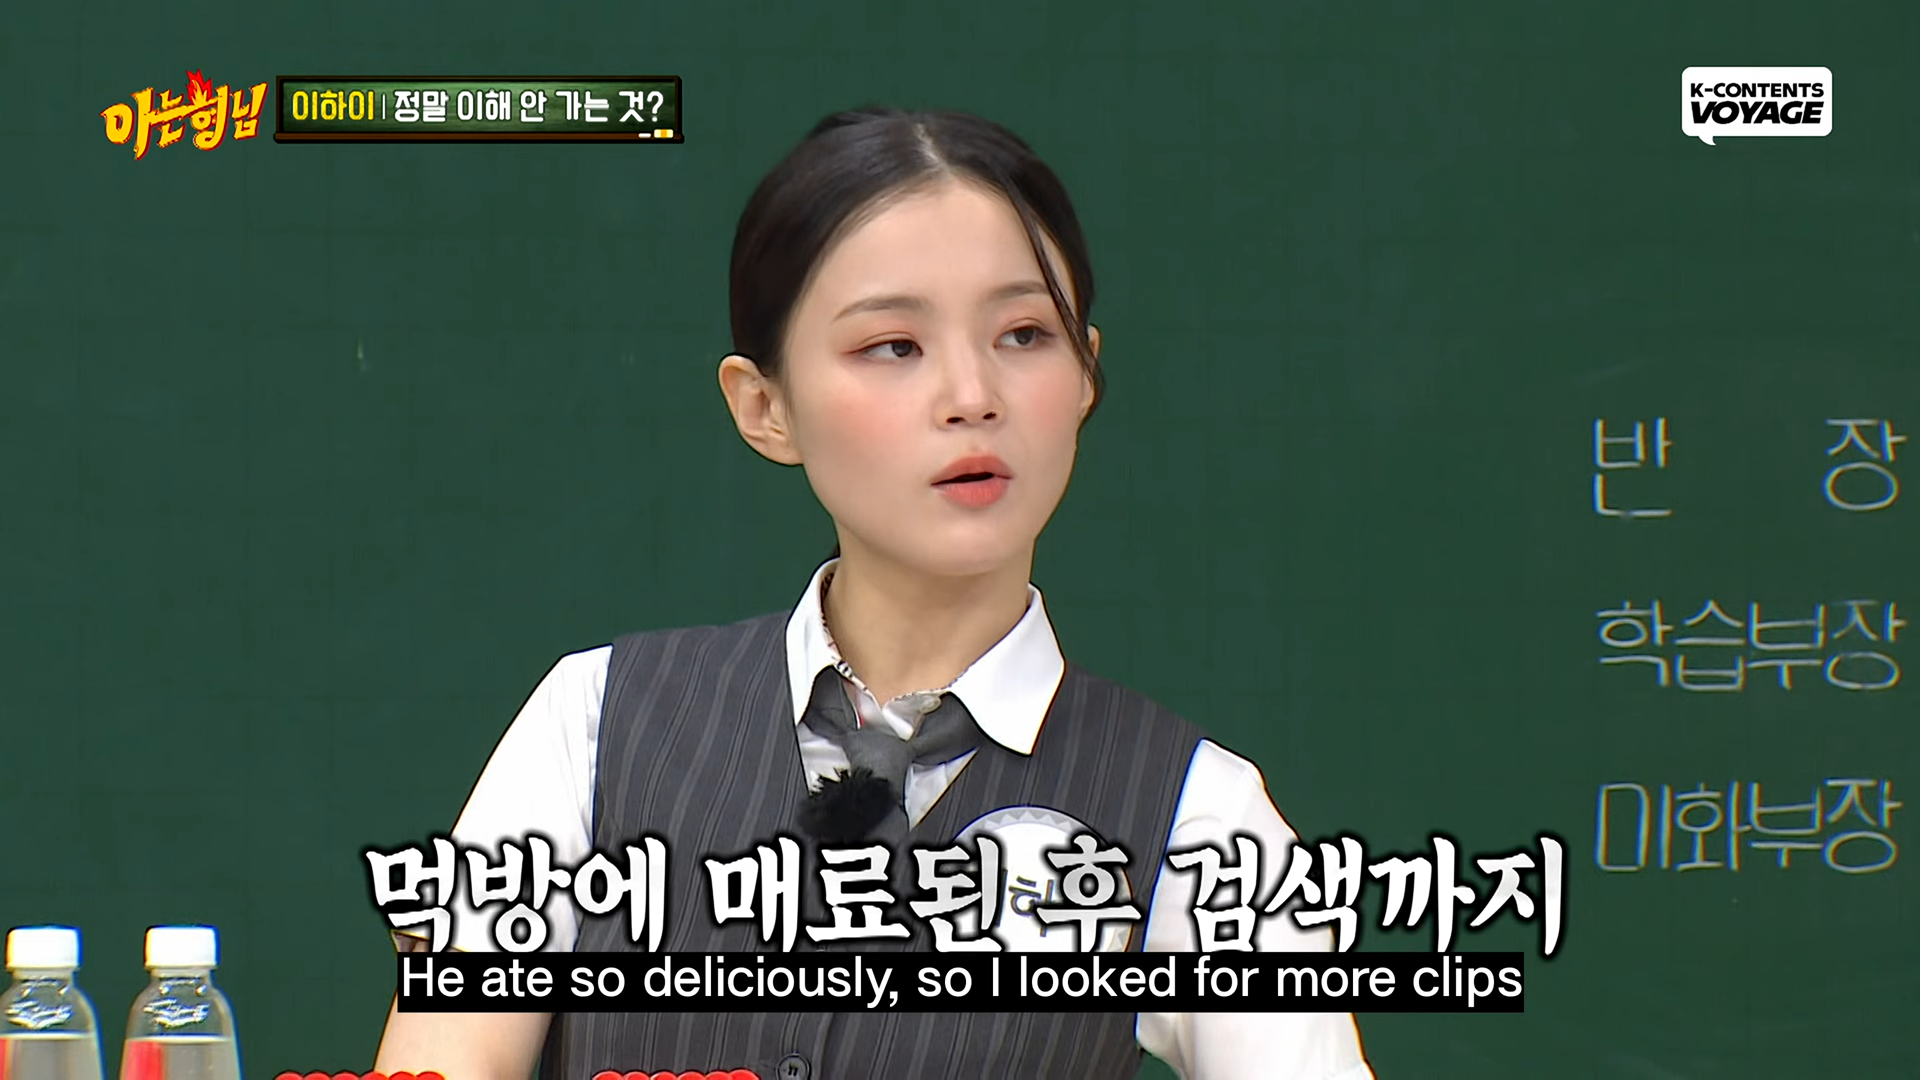 아는형님
이하이 | 정말 이해 안 가는 것?
K-CONTENTS
VOYAGE
반 장
학습부장
미화부장
먹방에 매료된 후 검색까지
He ate so deliciously, so I looked for more clips